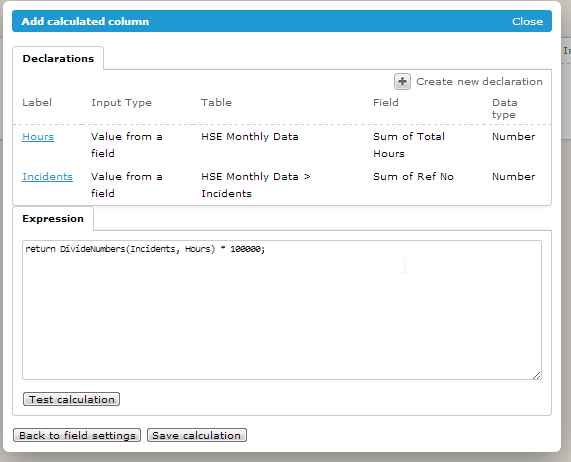 Add calculated column Close
Declarations
Create new declaration
Label Input Type Table Field Data
type
Hours Value from a HSE Monthly Data Sum of Total Number
field Hours
Incidents Value from a HSE Monthly Data > Sum of Ref No Number
field Incidents
Expression
return DivideNumbers(Incidents, Hours) * 100000;
Test calculation
Back to field settings Save calculation